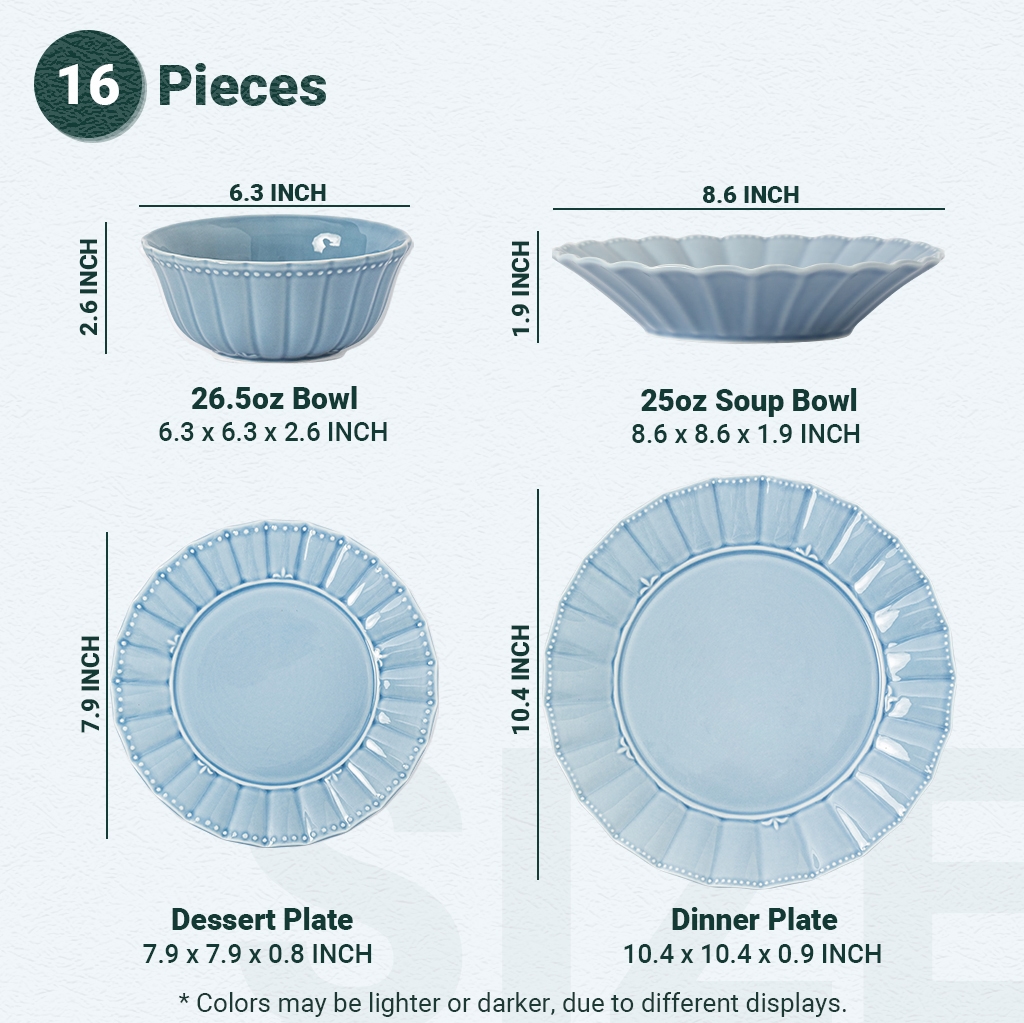 16 Pieces
6.3 INCH
2.6 INCH
26.5oz Bowl
6.3 x 6.3 x 2.6 INCH
8.6 INCH
1.9 INCH
25oz Soup Bowl
8.6 x 8.6 x 1.9 INCH
7.9 INCH
Dessert Plate
7.9 x 7.9 x 0.8 INCH
10.4 INCH
Dinner Plate
10.4 x 10.4 x 0.9 INCH
SIZE
* Colors may be lighter or darker, due to different displays.